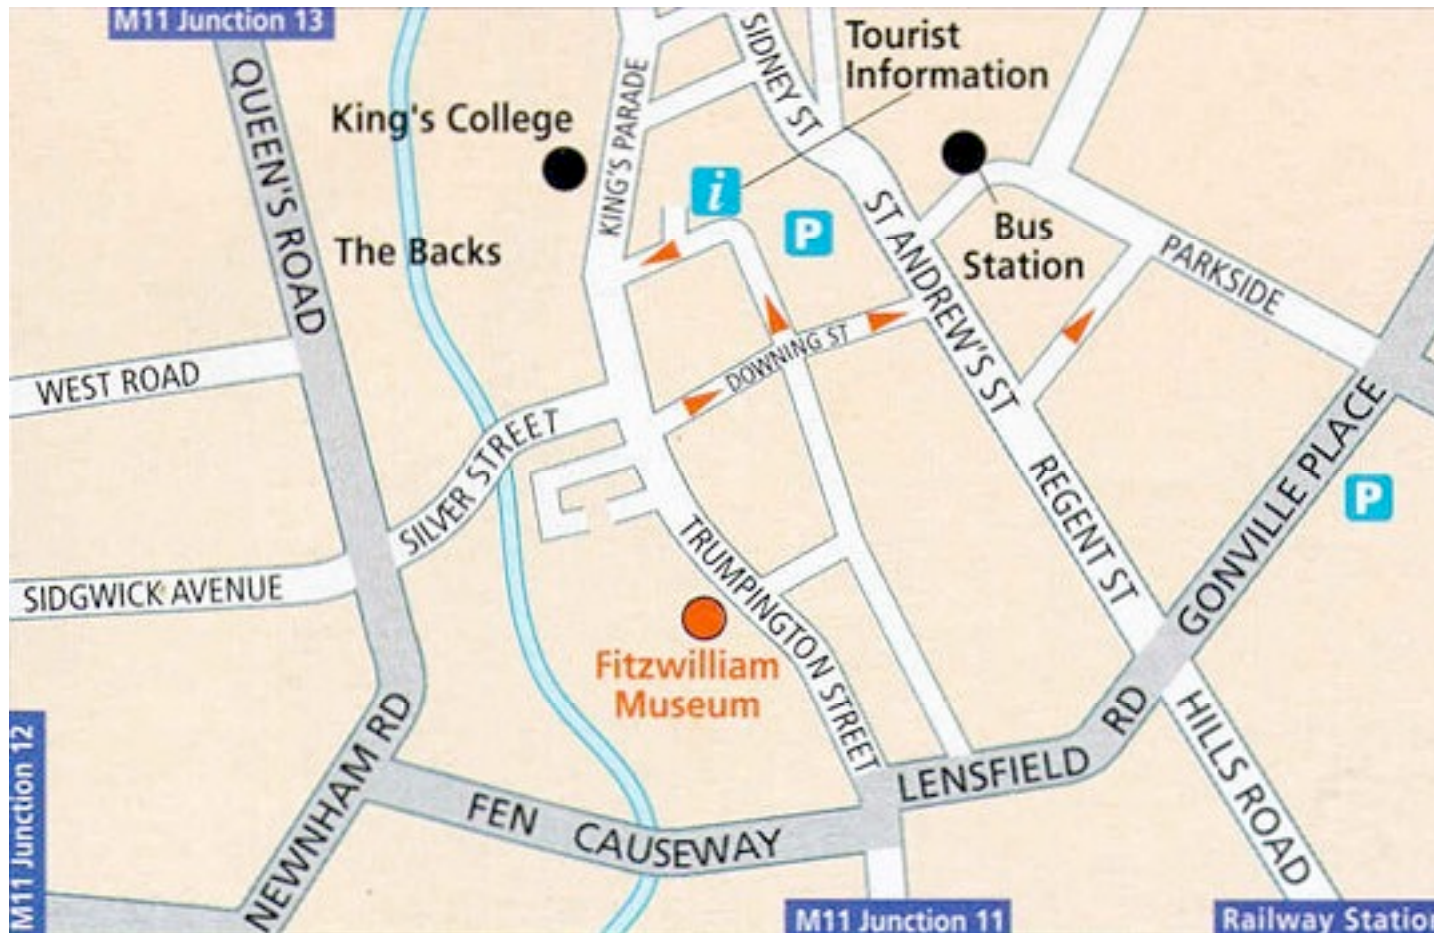 M11 Junction 13
QUEEN'S ROAD
King's College
KING'S PARADE
SIDNEY ST
Tourist
Information
i
P
The Backs
ST ANDREW'S ST
Bus
Station
PARKSIDE
WEST ROAD
DOWNING ST
SILVER STREET
REGENT ST
GONVILLE PLACE
P
SIDGWICK AVENUE
TRUMPINGTON STREET
Fitzwilliam
Museum
NEWNHAM RD
LENSFIELD RD
HILLS ROAD
M11 Junction 12
FEN CAUSEWAY
M11 Junction 11
Railway Station